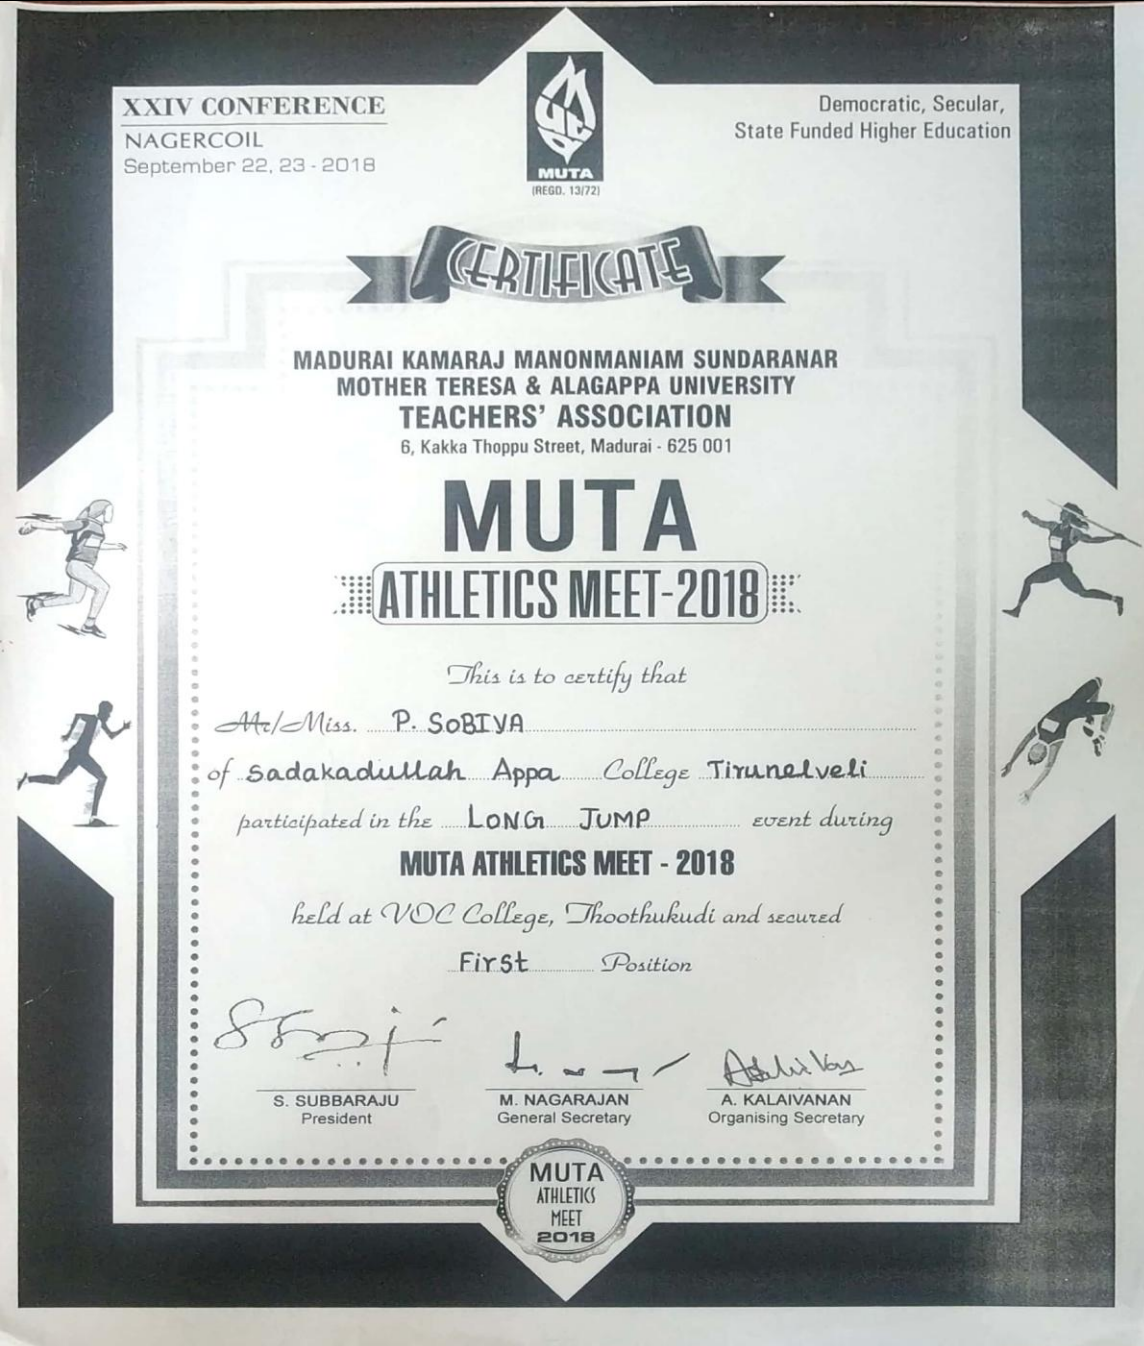 XXIV CONFERENCE
NAGERCOIL
September 22, 23 - 2018
MUTA
(REGD. 13/72)
Democratic, Secular,
State Funded Higher Education
CERTIFICATE
MADURAI KAMARAJ MANONMANIAM SUNDARANAR
MOTHER TERESA & ALAGAPPA UNIVERSITY
TEACHERS' ASSOCIATION
6, Kakka Thoppu Street, Madurai - 625 001
MUTA
ATHLETICS MEET-2018
This is to certify that
Mr/Miss. P. SOBIYA
of Sadakadullah Appa College Tirunelveli
participated in the LONG JUMP event during
MUTA ATHLETICS MEET - 2018
held at VOC College, Thoothukudi and secured
First Position
S. SUBBARAJU
President
M. NAGARAJAN
General Secretary
A. KALAIVANAN
Organising Secretary
MUTA
ATHLETICS
MEET
2018